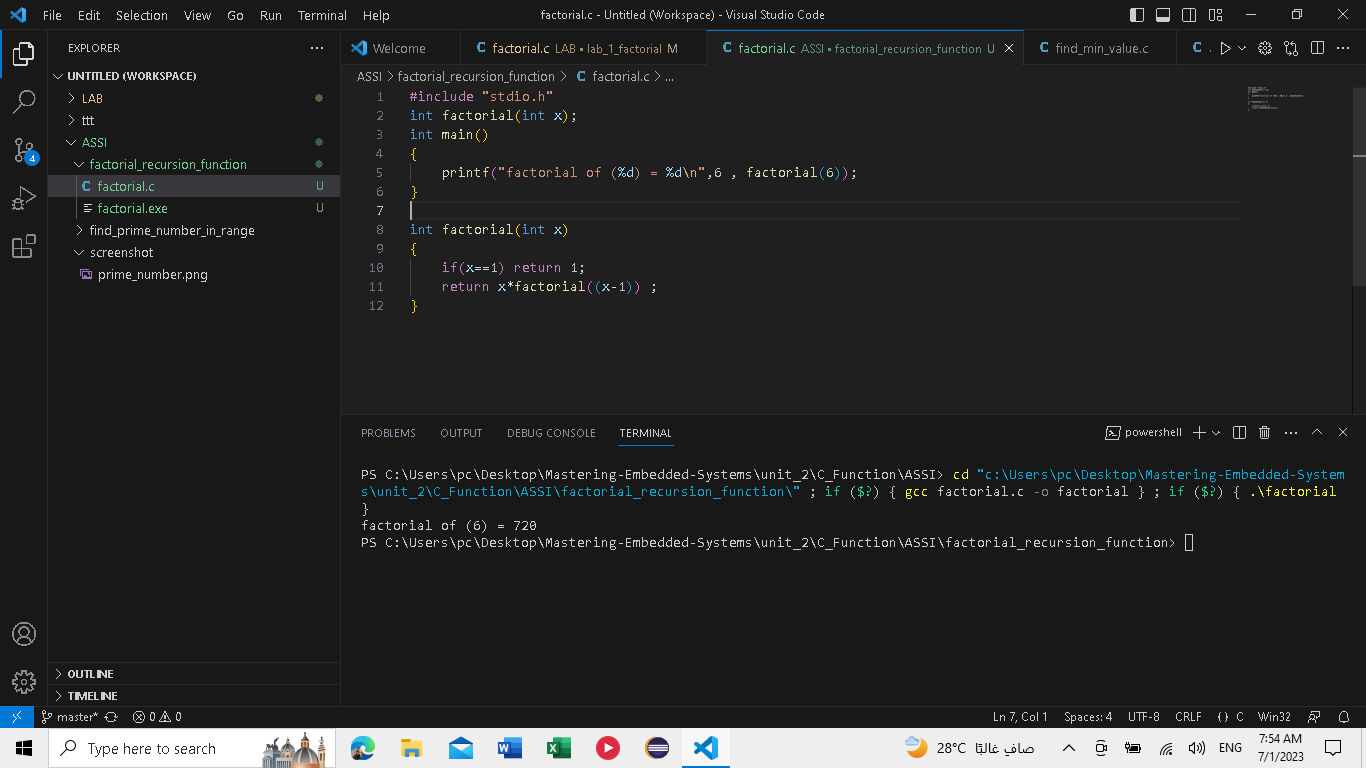 File Edit Selection View Go Run Terminal Help factorial.c - Untitled (Workspace) - Visual Studio Code
EXPLORER
UNTITLED (WORKSPACE)
LAB
ttt
ASSI
factorial_recursion_function
C factorial.c U
factorial.exe U
find_prime_number_in_range
screenshot
prime_number.png
OUTLINE
TIMELINE
4
Welcome C factorial.c LAB • lab_1_factorial M C factorial.c ASSI • factorial_recursion_function U C find_min_value.c C
ASSI > factorial_recursion_function > C factorial.c > ...
1 #include "stdio.h"
2 int factorial(int x);
3 int main()
4 {
5 printf("factorial of (%d) = %d\n",6 , factorial(6));
6 }
7
8 int factorial(int x)
9 {
10 if(x==1) return 1;
11 return x*factorial((x-1)) ;
12 }
PROBLEMS OUTPUT DEBUG CONSOLE TERMINAL powershell
PS C:\Users\pc\Desktop\Mastering-Embedded-Systems\unit_2\C_Function\ASSI> cd "c:\Users\pc\Desktop\Mastering-Embedded-System
s\unit_2\C_Function\ASSI\factorial_recursion_function\" ; if ($?) { gcc factorial.c -o factorial } ; if ($?) { .\factorial
}
factorial of (6) = 720
PS C:\Users\pc\Desktop\Mastering-Embedded-Systems\unit_2\C_Function\ASSI\factorial_recursion_function>
master* 0 0 Ln 7, Col 1 Spaces: 4 UTF-8 CRLF {} C Win32
Type here to search 28°C صافٍ غالبًا ENG 7:54 AM
7/1/2023